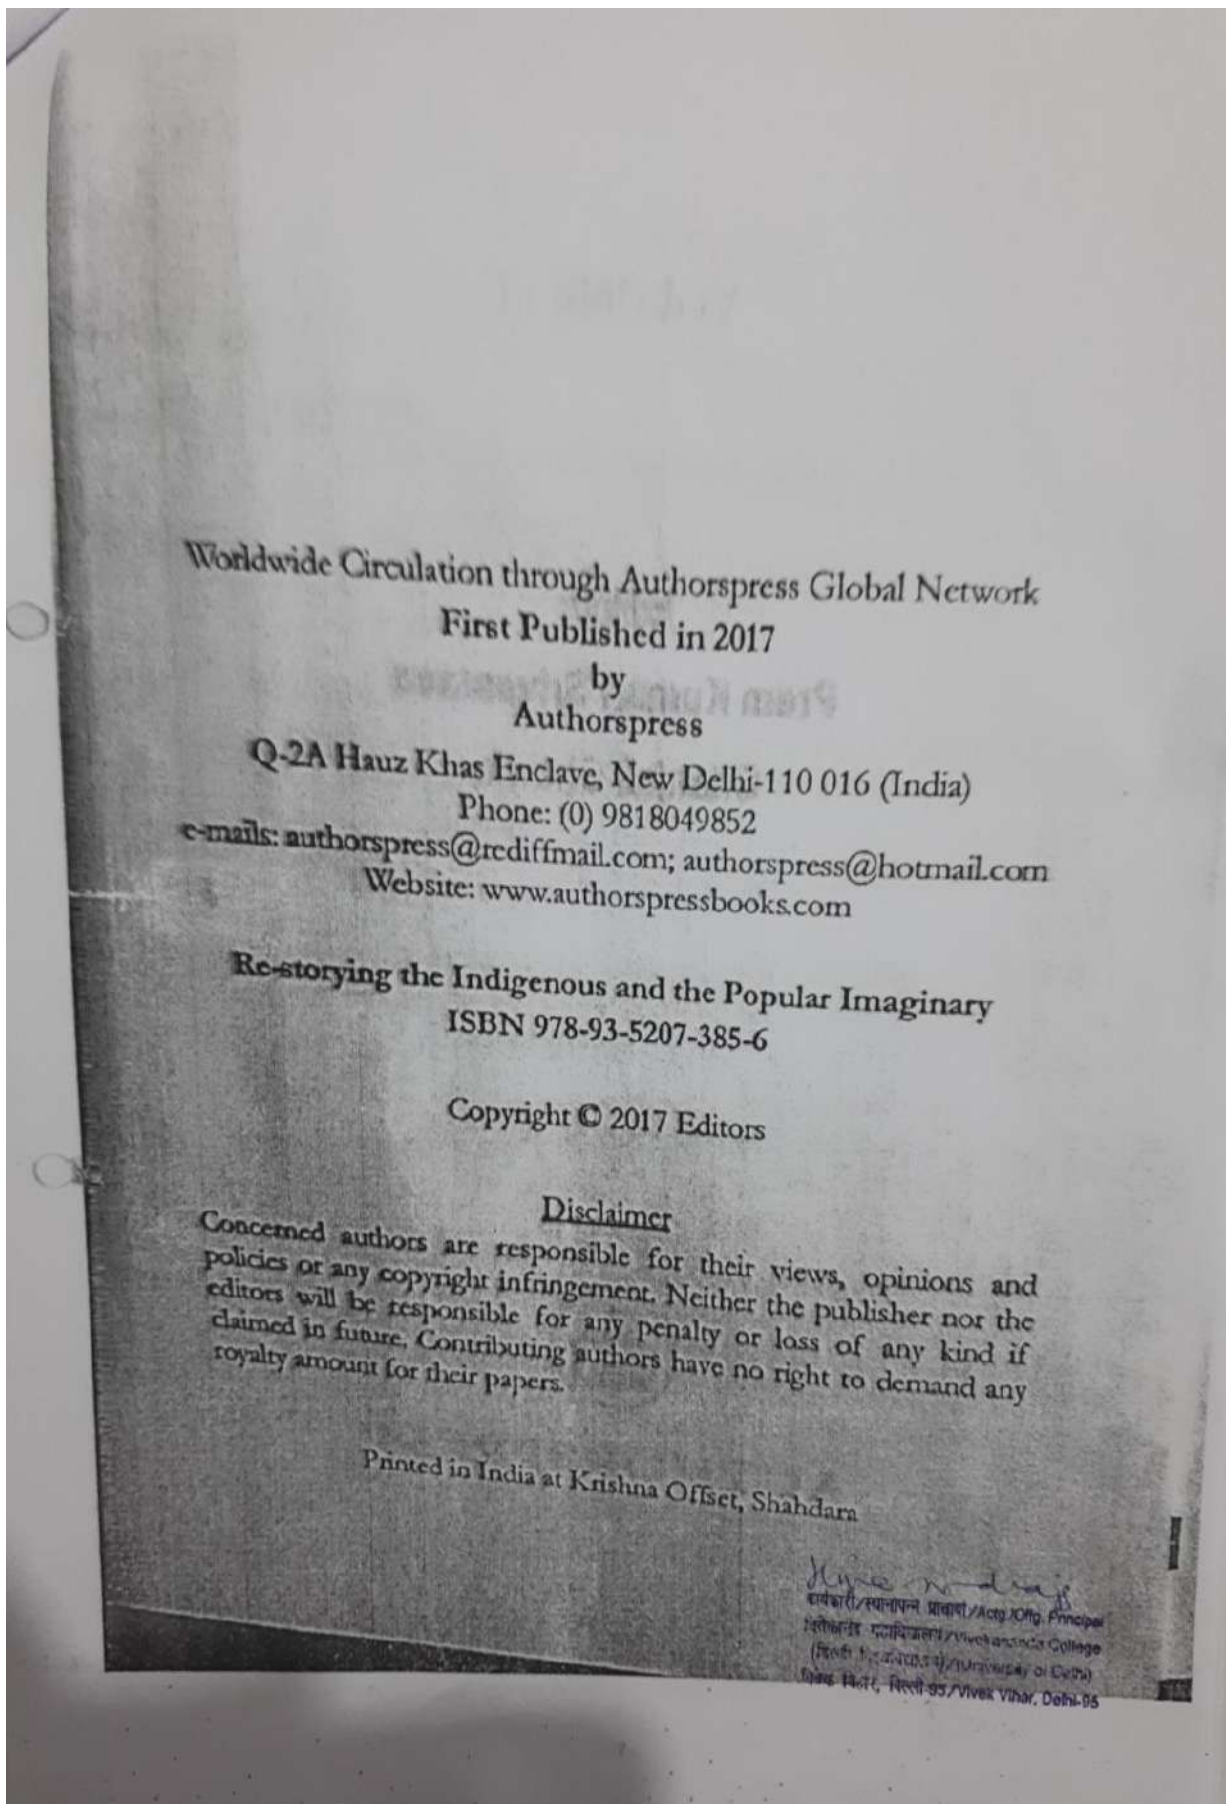 Worldwide Circulation through Authorspress Global Network
First Published in 2017
by
Authorspress
Q-2A Hauz Khas Enclave, New Delhi-110 016 (India)
Phone: (0) 9818049852
e-mails: authorspress@rediffmail.com; authorspress@hotmail.com
Website: www.authorspressbooks.com
Re-storying the Indigenous and the Popular Imaginary
ISBN 978-93-5207-385-6
Copyright © 2017 Editors
Disclaimer
Concerned authors are responsible for their views, opinions and
policies or any copyright infringement. Neither the publisher nor the
editors will be responsible for any penalty or loss of any kind if
claimed in future. Contributing authors have no right to demand any
royalty amount for their papers.
Printed in India at Krishna Offset, Shahdara
कार्यकारी/स्थानापन्न प्राचार्या/Actg./Offg. Principal
विवेकानंद महाविद्यालय/Vivekananda College
(University of Delhi)
विवेक विहार, दिल्ली-95/Vivek Vihar, Delhi-95